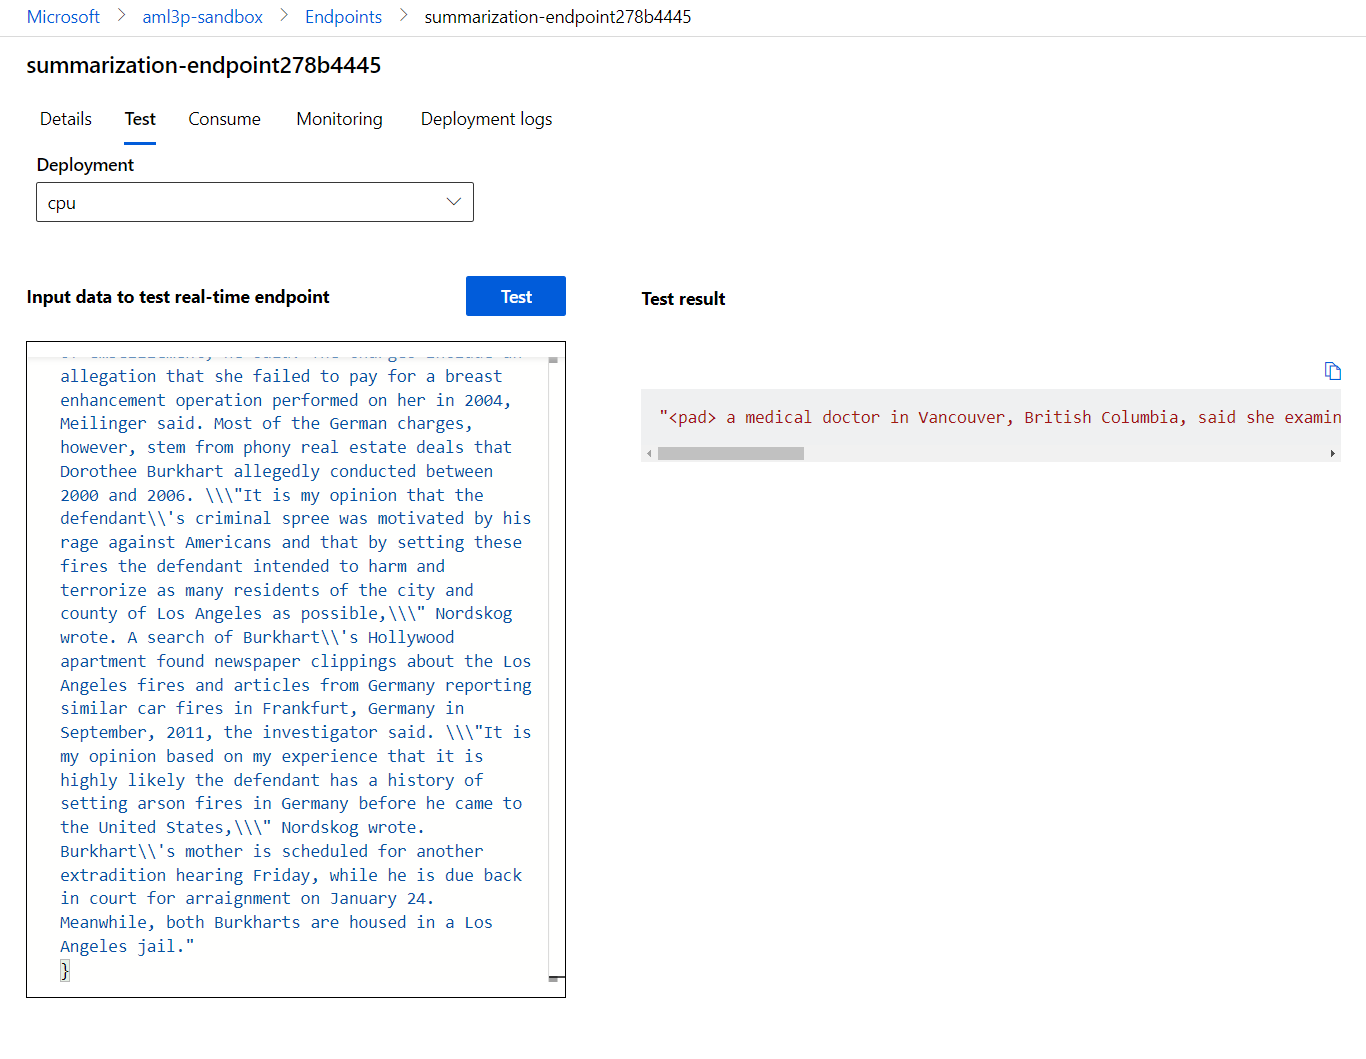 Microsoft > aml3p-sandbox > Endpoints > summarization-endpoint278b4445
summarization-endpoint278b4445
Details Test Consume Monitoring Deployment logs
Deployment
cpu
Input data to test real-time endpoint
Test
allegation that she failed to pay for a breast
enhancement operation performed on her in 2004,
Meilinger said. Most of the German charges,
however, stem from phony real estate deals that
Dorothee Burkhart allegedly conducted between
2000 and 2006. \\\"It is my opinion that the
defendant\\'s criminal spree was motivated by his
rage against Americans and that by setting these
fires the defendant intended to harm and
terrorize as many residents of the city and
county of Los Angeles as possible,\\\" Nordskog
wrote. A search of Burkhart\\'s Hollywood
apartment found newspaper clippings about the Los
Angeles fires and articles from Germany reporting
similar car fires in Frankfurt, Germany in
September, 2011, the investigator said. \\\"It is
my opinion based on my experience that it is
highly likely the defendant has a history of
setting arson fires in Germany before he came to
the United States,\\\" Nordskog wrote.
Burkhart\\'s mother is scheduled for another
extradition hearing Friday, while he is due back
in court for arraignment on January 24.
Meanwhile, both Burkharts are housed in a Los
Angeles jail."
}
Test result
"<pad> a medical doctor in Vancouver, British Columbia, said she examin